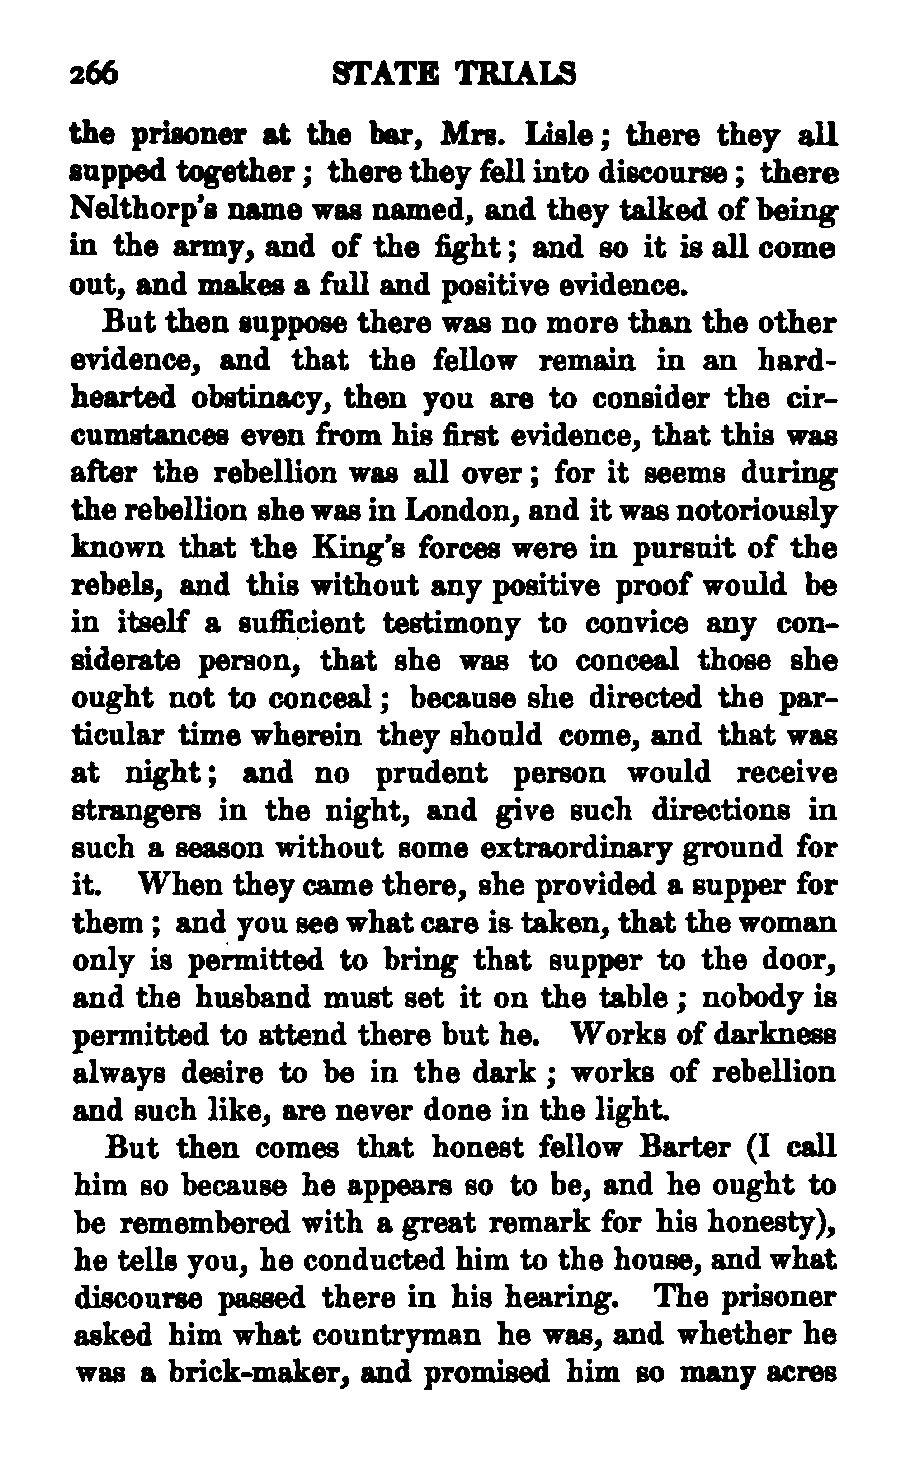 266 STATE TRIALS
the prisoner at the bar, Mrs. Lisle; there they all
supped together; there they fell into discourse; there
Nelthorp's name was named, and they talked of being
in the army, and of the fight; and so it is all come
out, and makes a full and positive evidence.
But then suppose there was no more than the other
evidence, and that the fellow remain in an hard-
hearted obstinacy, then you are to consider the cir-
cumstances even from his first evidence, that this was
after the rebellion was all over; for it seems during
the rebellion she was in London, and it was notoriously
known that the King's forces were in pursuit of the
rebels, and this without any positive proof would be
in itself a sufficient testimony to convice any con-
siderate person, that she was to conceal those she
ought not to conceal; because she directed the par-
ticular time wherein they should come, and that was
at night; and no prudent person would receive
strangers in the night, and give such directions in
such a season without some extraordinary ground for
it. When they came there, she provided a supper for
them; and you see what care is taken, that the woman
only is permitted to bring that supper to the door,
and the husband must set it on the table; nobody is
permitted to attend there but he. Works of darkness
always desire to be in the dark; works of rebellion
and such like, are never done in the light.
But then comes that honest fellow Barter (I call
him so because he appears so to be, and he ought to
be remembered with a great remark for his honesty),
he tells you, he conducted him to the house, and what
discourse passed there in his hearing. The prisoner
asked him what countryman he was, and whether he
was a brick-maker, and promised him so many acres